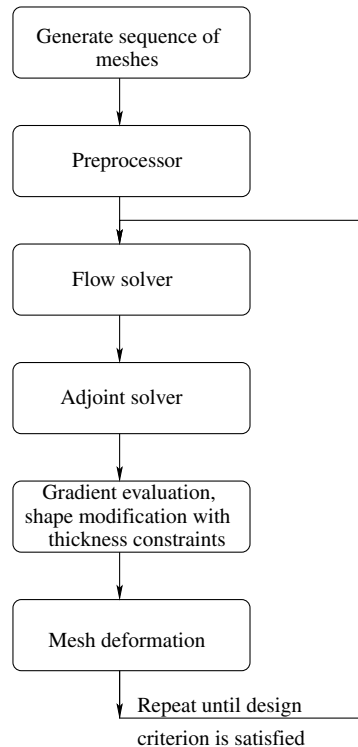 Generate sequence of
meshes
Preprocessor
Flow solver
Adjoint solver
Gradient evaluation,
shape modification with
thickness constraints
Mesh deformation
Repeat until design
criterion is satisfied